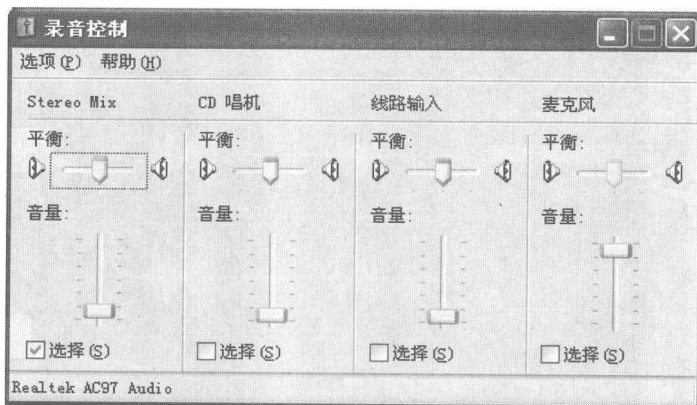 录音控制
选项(P) 帮助(H)
Stereo Mix CD 唱机 线路输入 麦克风
平衡: 平衡: 平衡: 平衡:
音量: 音量: 音量: 音量:
选择(S) 选择(S) 选择(S) 选择(S)
Realtek AC97 Audio